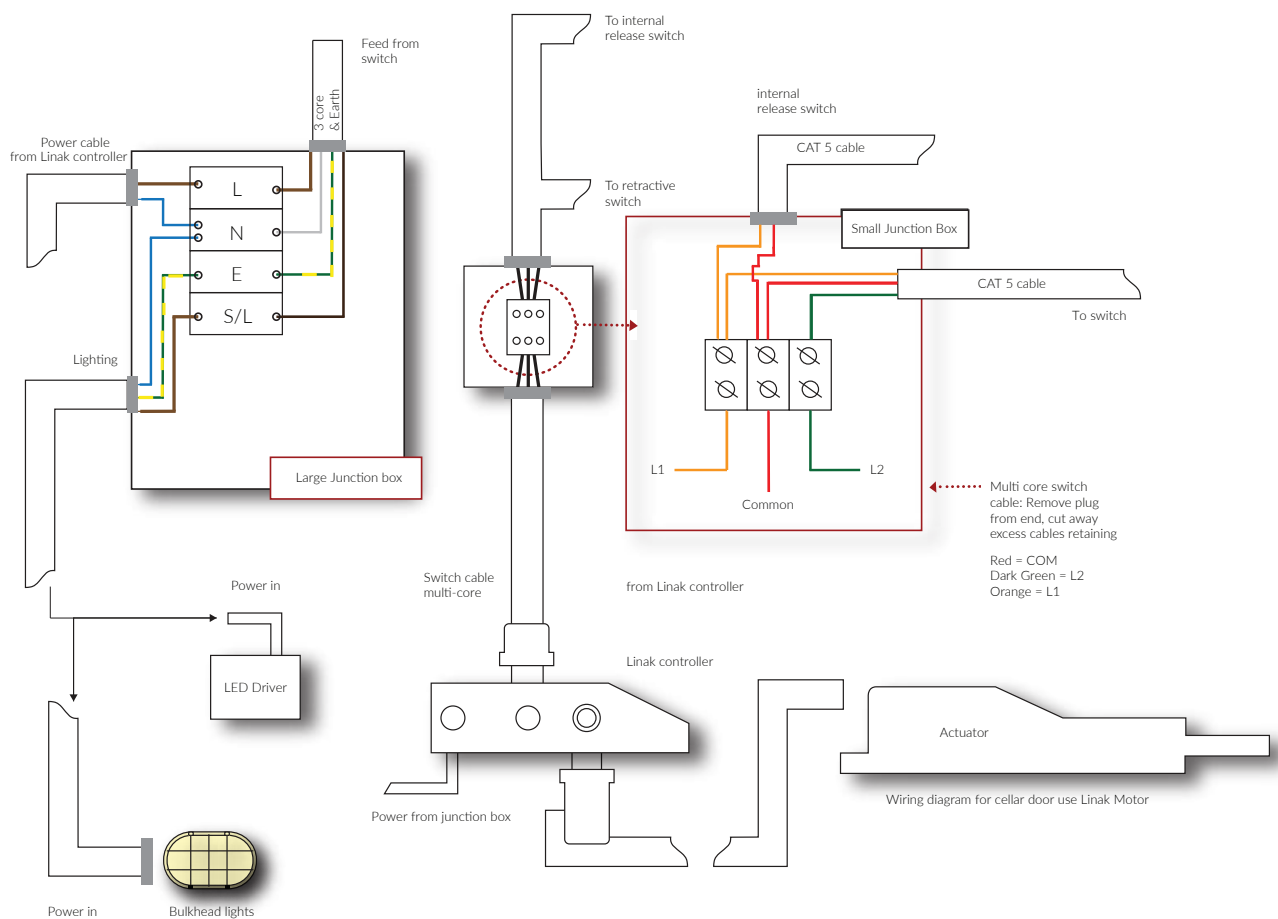 To internal
release switch
Feed from
switch
3 core
& Earth
internal
release switch
Power cable
from Linak controller
CAT 5 cable
L
To retractive
switch
N
Small Junction Box
E
CAT 5 cable
S/L
To switch
Lighting
L1
L2
Large Junction box
Common
Multi core switch
cable: Remove plug
from end, cut away
excess cables retaining
Red = COM
Dark Green = L2
Orange = L1
Switch cable
multi-core
Power in
from Linak controller
Linak controller
LED Driver
Actuator
Wiring diagram for cellar door use Linak Motor
Power from junction box
Power in
Bulkhead lights